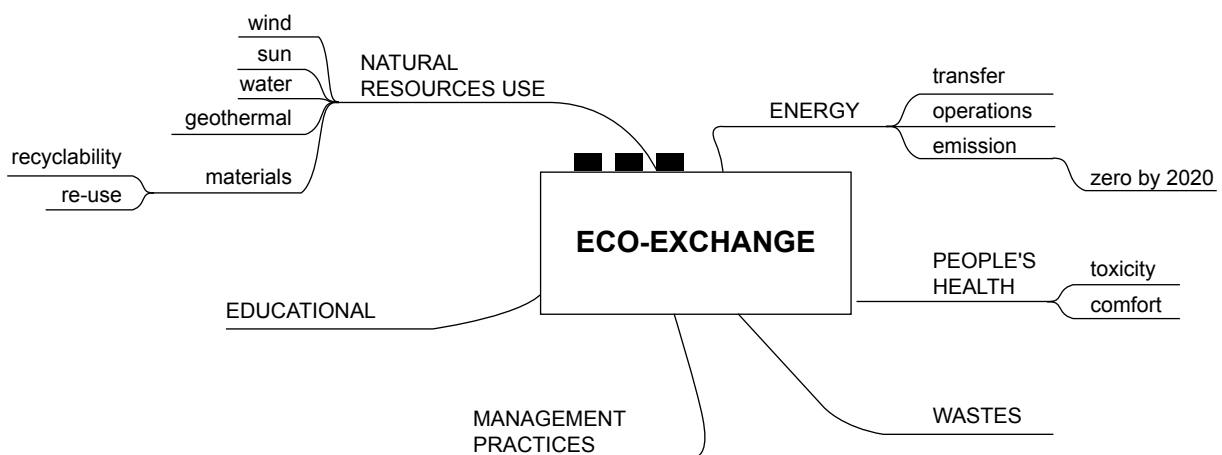 wind
sun
water
geothermal
materials
recyclability
re-use
NATURAL
RESOURCES USE
ENERGY
transfer
operations
emission
zero by 2020
ECO-EXCHANGE
PEOPLE'S
HEALTH
toxicity
comfort
EDUCATIONAL
MANAGEMENT
PRACTICES
WASTES